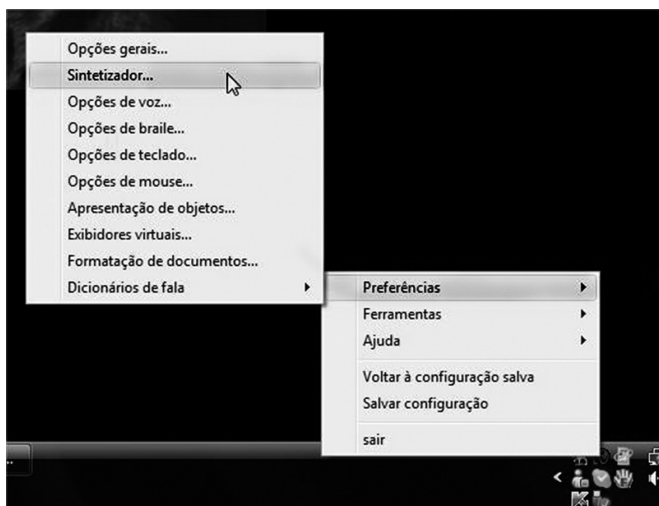 Opções gerais...
Sintetizador...
Opções de voz...
Opções de braile...
Opções de teclado...
Opções de mouse...
Apresentação de objetos...
Exibidores virtuais...
Formatação de documentos...
Dicionários de fala
Preferências
Ferramentas
Ajuda
Voltar à configuração salva
Salvar configuração
sair